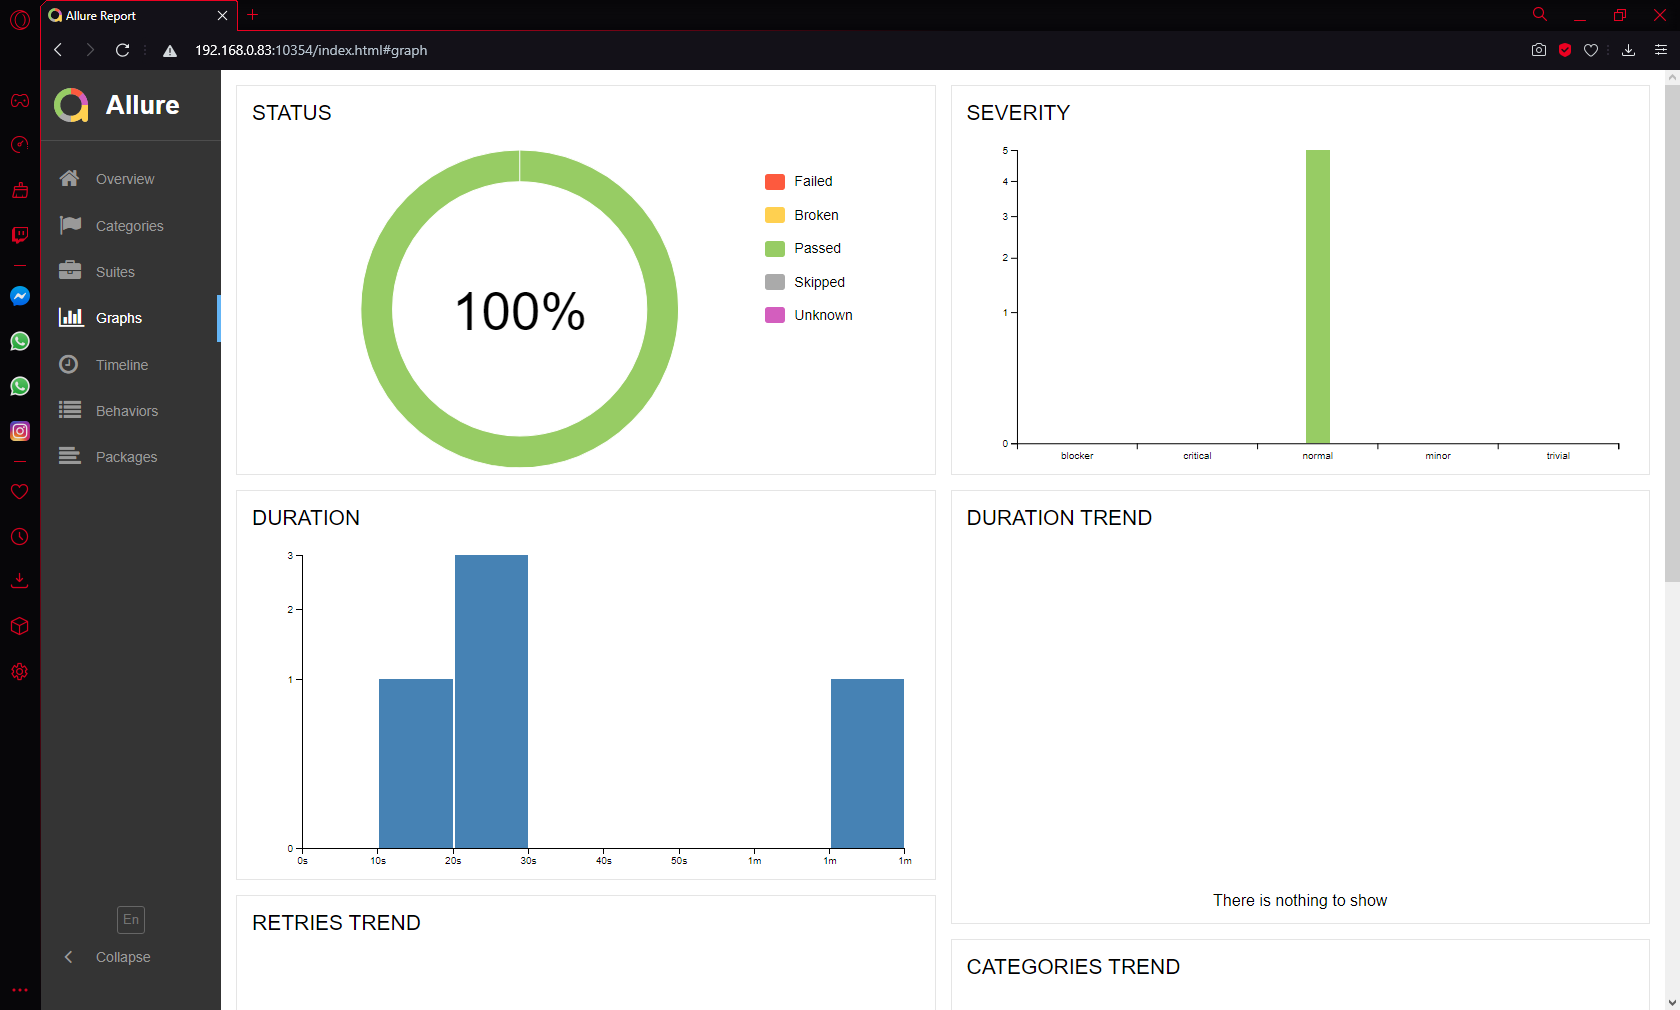 Allure Report
192.168.0.83:10354/index.html#graph
Allure
Overview
Categories
Suites
Graphs
Timeline
Behaviors
Packages
En
Collapse
STATUS
100%
Failed
Broken
Passed
Skipped
Unknown
SEVERITY
5
4
3
2
1
0
blocker critical normal minor trivial
DURATION
3
2
1
0
0s 10s 20s 30s 40s 50s 1m 1m 1m
DURATION TREND
There is nothing to show
RETRIES TREND
CATEGORIES TREND